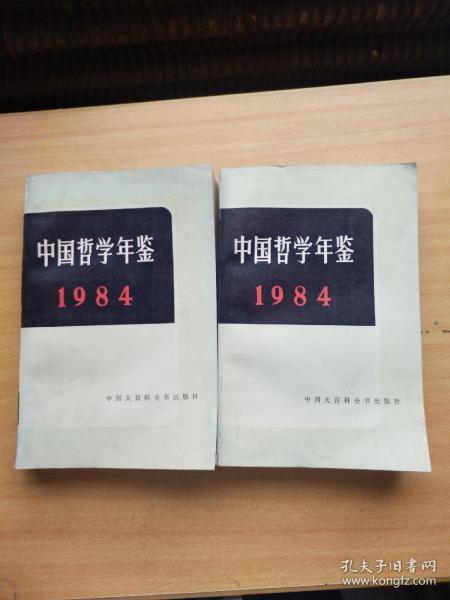 中国哲学年鉴
1984
中国大百科全书出版社
中国哲学年鉴
1984
中国大百科全书出版社
孔夫子旧书网
www.kongfz.com